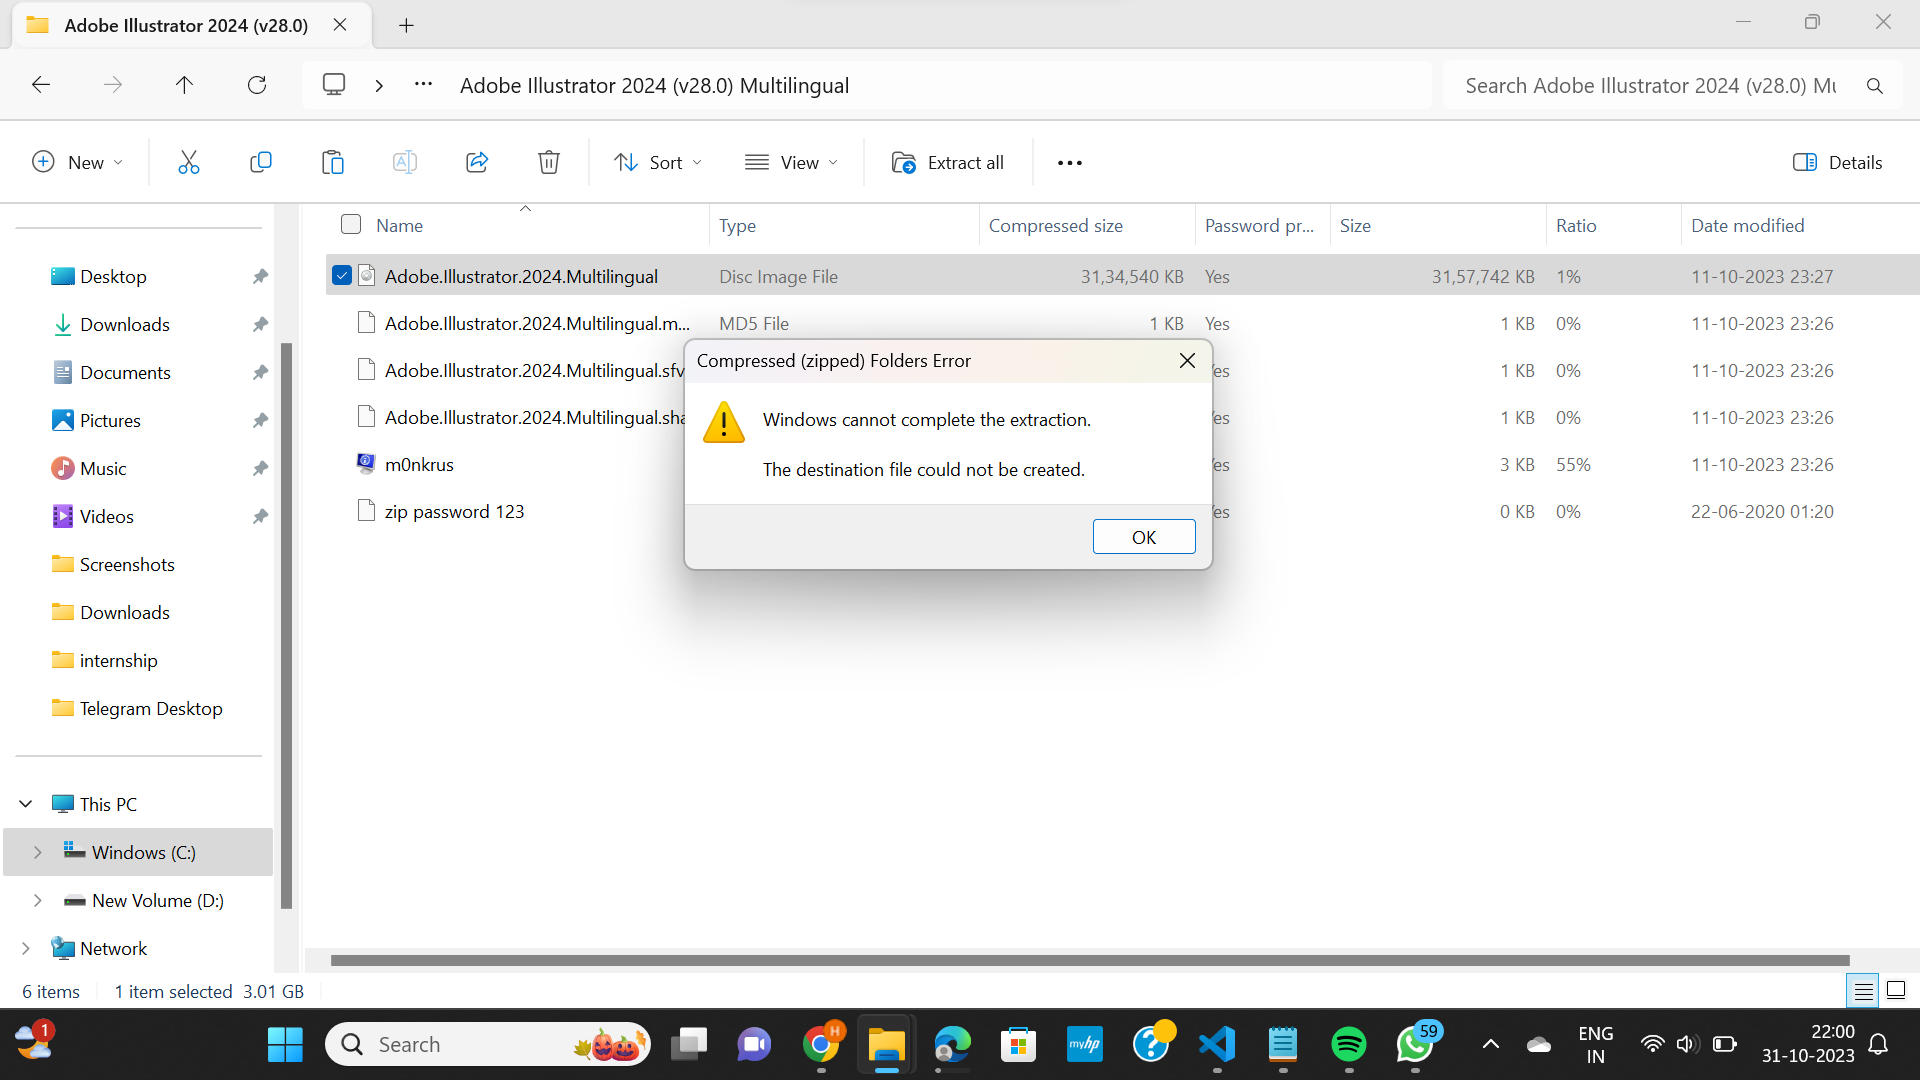 Adobe Illustrator 2024 (v28.0)
Adobe Illustrator 2024 (v28.0) Multilingual
Search Adobe Illustrator 2024 (v28.0) Mu
New
Sort
View
Extract all
Details
Name Type Compressed size Password pr... Size Ratio Date modified
Adobe.Illustrator.2024.Multilingual Disc Image File 31,34,540 KB Yes 31,57,742 KB 1% 11-10-2023 23:27
Adobe.Illustrator.2024.Multilingual.m... MD5 File 1 KB Yes 1 KB 0% 11-10-2023 23:26
Adobe.Illustrator.2024.Multilingual.sfv 1 KB 0% 11-10-2023 23:26
Adobe.Illustrator.2024.Multilingual.sha 1 KB 0% 11-10-2023 23:26
m0nkrus 3 KB 55% 11-10-2023 23:26
zip password 123 0 KB 0% 22-06-2020 01:20
Compressed (zipped) Folders Error
Windows cannot complete the extraction.
The destination file could not be created.
OK
Desktop
Downloads
Documents
Pictures
Music
Videos
Screenshots
Downloads
internship
Telegram Desktop
This PC
Windows (C:)
New Volume (D:)
Network
6 items 1 item selected 3.01 GB
1
Search
H
myhp
?
59
ENG
IN
22:00
31-10-2023